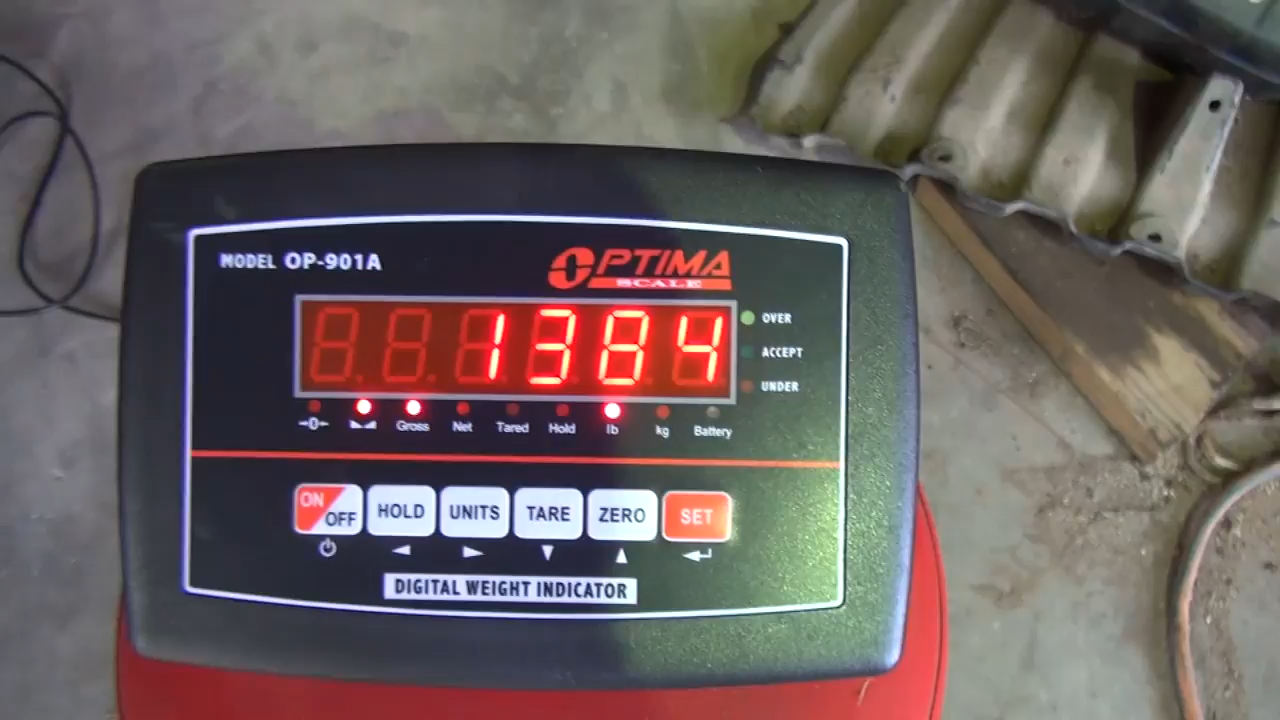 MODEL OP-901A
OPTIMA
SCALE
1384
OVER
ACCEPT
UNDER
→0← Gross Net Tared Hold lb kg Battery
ON/OFF HOLD UNITS TARE ZERO SET
DIGITAL WEIGHT INDICATOR